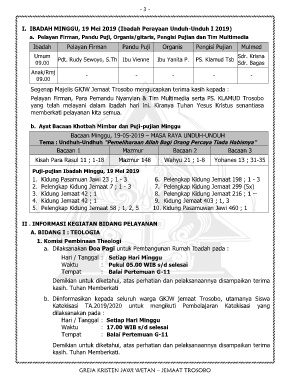 - 3 -
I. IBADAH MINGGU, 19 Mei 2019 (Ibadah Perayaan Unduh-Unduh I 2019)
a. Pelayan Firman, Pandu Puji, Organis/gitaris, Pengisi Pujian dan Tim Multimedia
Ibadah Pelayan Firman Pandu Puji Organis Pengisi Pujian Mulmed
Umum 09.00 Pdt. Rudy Sewoyo, S.Th Ibu Vienne Ibu Yanita P. PS. Klamud Tsb Sdr. Krisna Sdr. Bagas
Anak/Rmj 09.00 - - - - -
Segenap Majelis GKJW Jemaat Trosobo mengucapkan terima kasih kepada :
Pelayan Firman, Para Pemandu Nyanyian & Tim Multimedia serta PS. KLAMUD Trosobo
yang telah melayani dalam ibadah hari ini. Kiranya Tuhan Yesus Kristus senantiasa
memberkati pelayanan kita semua.
b. Ayat Bacaan Khotbah Mimbar dan Puji-pujian Minggu
Bacaan Minggu, 19-05-2019 – MASA RAYA UNDUH-UNDUH
Tema : Unduh-Unduh "Pemeliharaan Allah Bagi Orang Percaya Tiada Habisnya"
Bacaan 1 Mazmur Bacaan 2 Bacaan 3
Kisah Para Rasul 11 ; 1-18 Mazmur 148 Wahyu 21 ; 1-8 Yohanes 13 ; 31-35
Puji-pujian Ibadah Minggu, 19 Mei 2019
1. Kidung Pasamuwan Jawi 23 ; 1 - 3
2. Pelengkap Kidung Jemaat 7 ; 1 - 3
3. Kidung Jemaat 42 ; 1
4. Kidung Jemaat 42 ; 1
5. Pelengkap Kidung Jemaat 58 ; 1, 2, 5
6. Pelengkap Kidung Jemaat 198 ; 1 - 3
7. Pelengkap Kidung Jemaat 299 (5x)
8. Pelengkap Kidung Jemaat 216 ; 1 –
9. Kidung Jemaat 403 ; 1, 3
10. Kidung Pasamuwan Jawi 460 ; 1
II . INFORMASI KEGIATAN BIDANG PELAYANAN :
A. BIDANG I : TEOLOGIA
1. Komisi Pembinaan Theologi
a. Dilaksanakan Doa Pagi untuk Pembangunan Rumah Ibadah pada :
Hari / Tanggal : Setiap Hari Minggu
Waktu : Pukul 05.00 WIB s/d selesai
Tempat : Balai Pertemuan G-11
Demikian untuk diketahui, atas perhatian dan pelaksanaannya disampaikan terima
kasih. Tuhan Memberkati
b. Diinformasikan kepada seluruh warga GKJW Jemaat Trosobo, utamanya Siswa
Katekisasi TA.2019/2020 untuk mengikuti Pembelajaran Katekisasi yang
dilaksanakan pada :
Hari / Tanggal : Setiap Hari Minggu
Waktu : 17.00 WIB s/d selesai
Tempat : Balai Pertemuan G-11
Demikian untuk diketahui, atas perhatian dan pelaksanaannya disampaikan terima
kasih. Tuhan Memberkati.
GREJA KRISTEN JAWI WETAN – JEMAAT TROSOBO